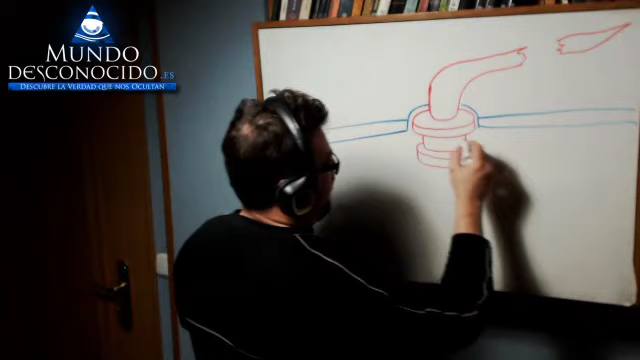 MUNDO
DESCONOCIDO.ES
DESCUBRE LA VERDAD QUE NOS OCULTAN